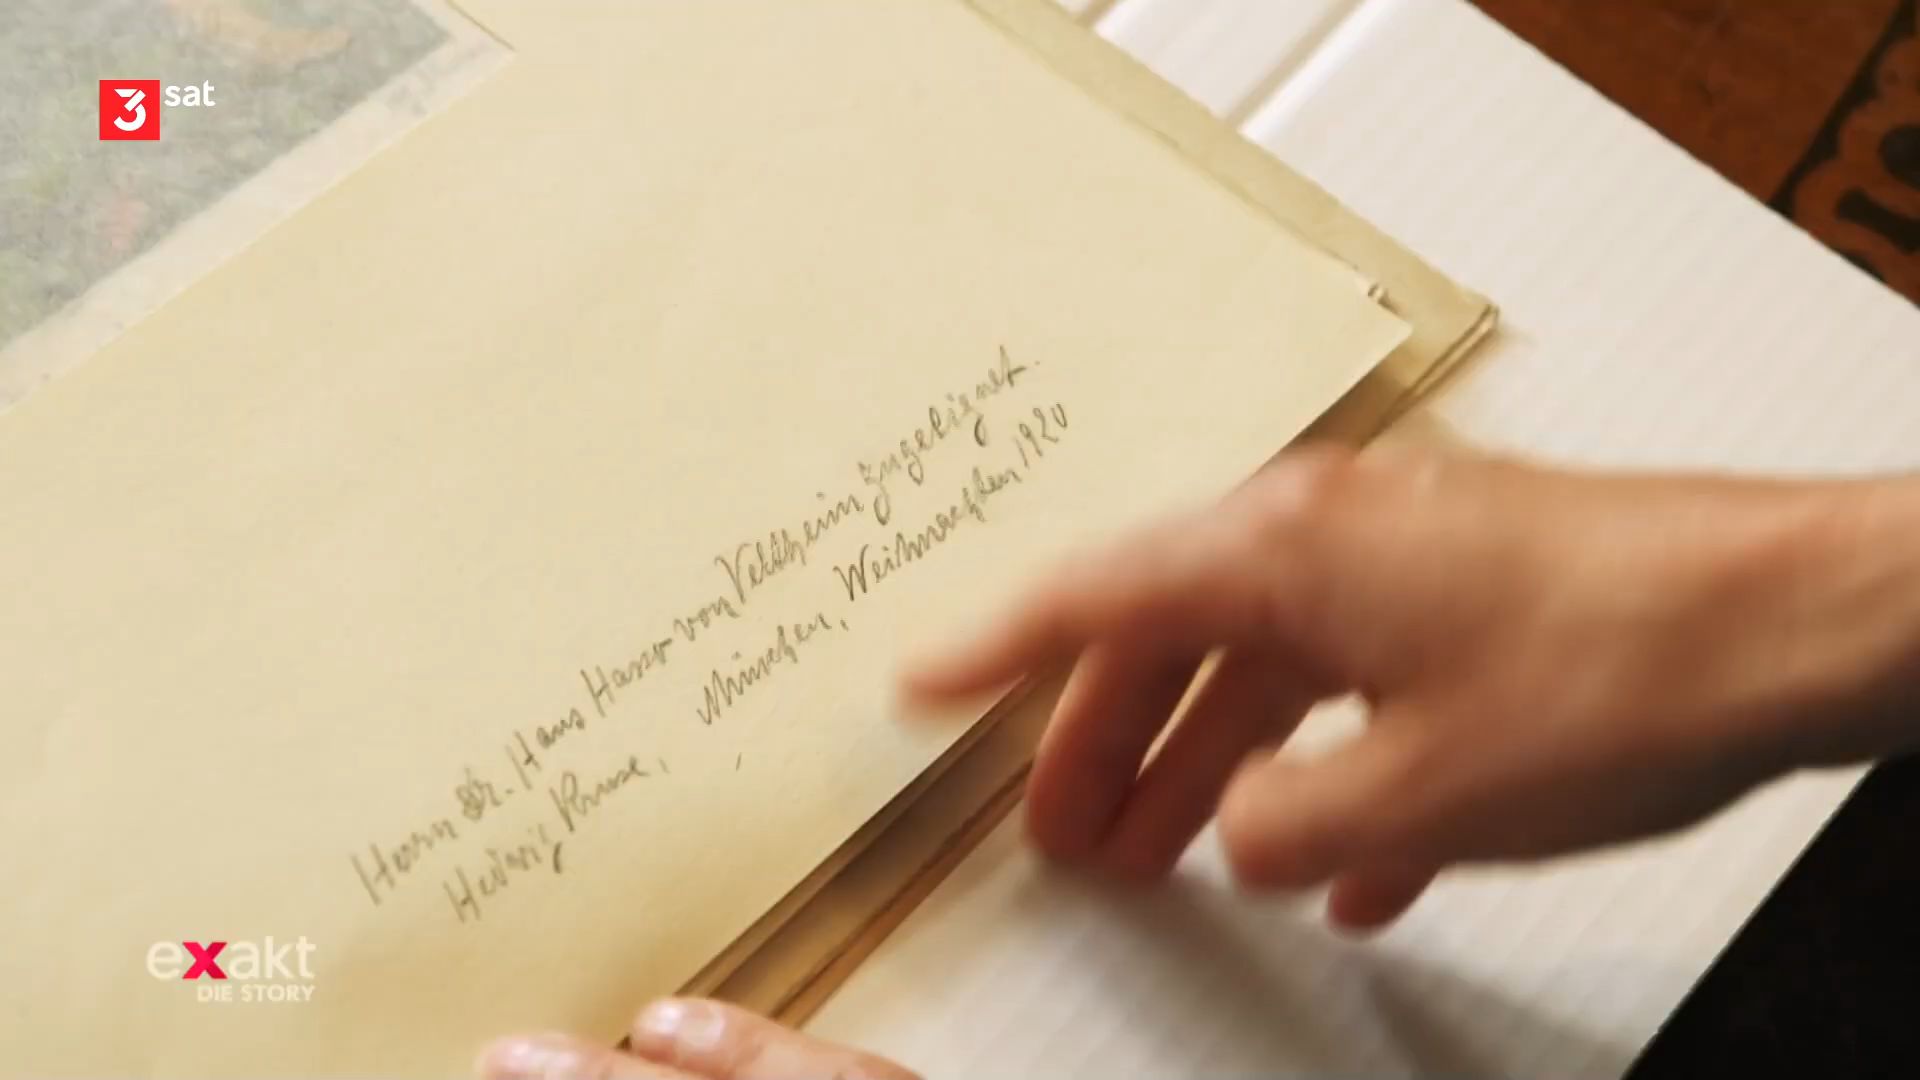 3sat
Herrn Dr. Hans Hasso von Veltheim zugeeignet.
Hedwig Kruse, München, Weihnachten 1920
exakt
DIE STORY